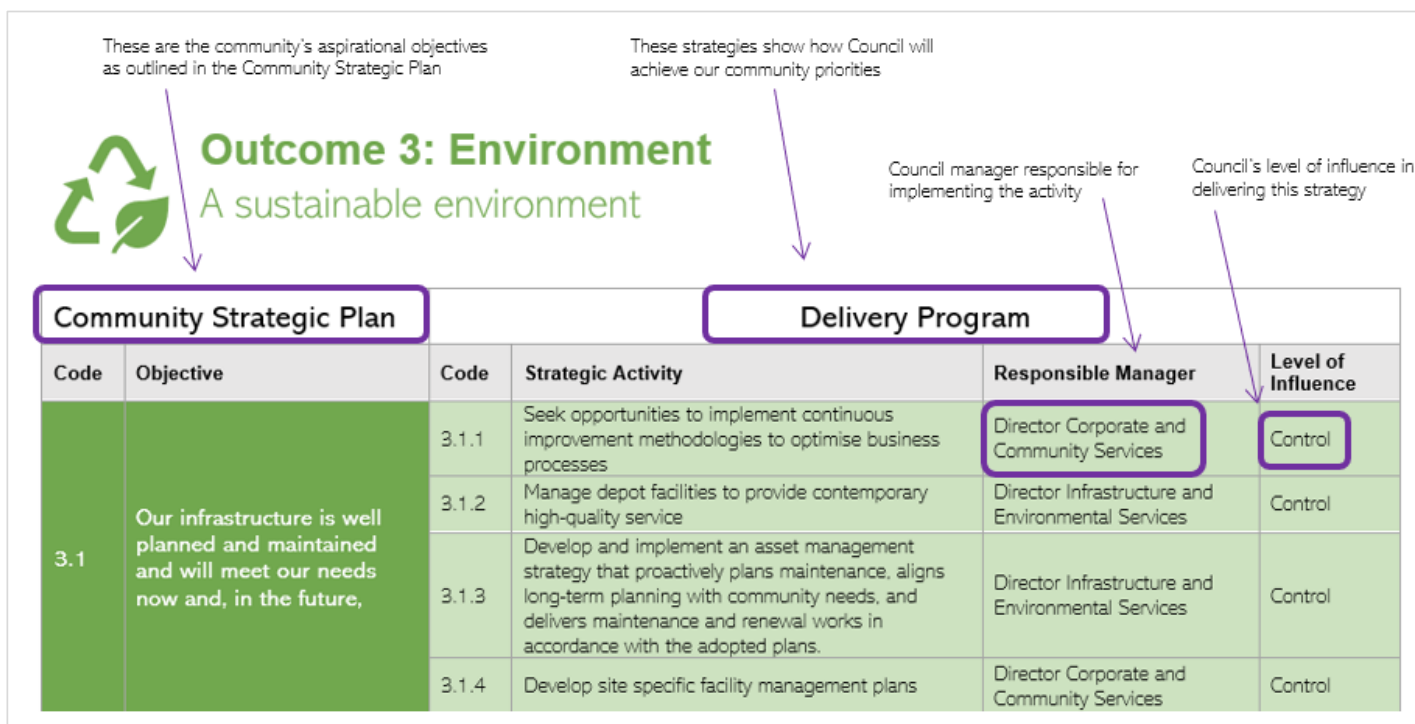 These are the community's aspirational objectives
as outlined in the Community Strategic Plan
These strategies show how Council will
achieve our community priorities
Outcome 3: Environment
A sustainable environment
Council manager responsible for
implementing the activity
Council's level of influence in
delivering this strategy
Community Strategic Plan
Delivery Program
Code
Objective
Code
Strategic Activity
Responsible Manager
Level of
Influence
3.1
Our infrastructure is well
planned and maintained
and will meet our needs
now and, in the future,
3.1.1
Seek opportunities to implement continuous
improvement methodologies to optimise business
processes
Director Corporate and
Community Services
Control
3.1.2
Manage depot facilities to provide contemporary
high-quality service
Director Infrastructure and
Environmental Services
Control
3.1.3
Develop and implement an asset management
strategy that proactively plans maintenance, aligns
long-term planning with community needs, and
delivers maintenance and renewal works in
accordance with the adopted plans.
Director Infrastructure and
Environmental Services
Control
3.1.4
Develop site specific facility management plans
Director Corporate and
Community Services
Control